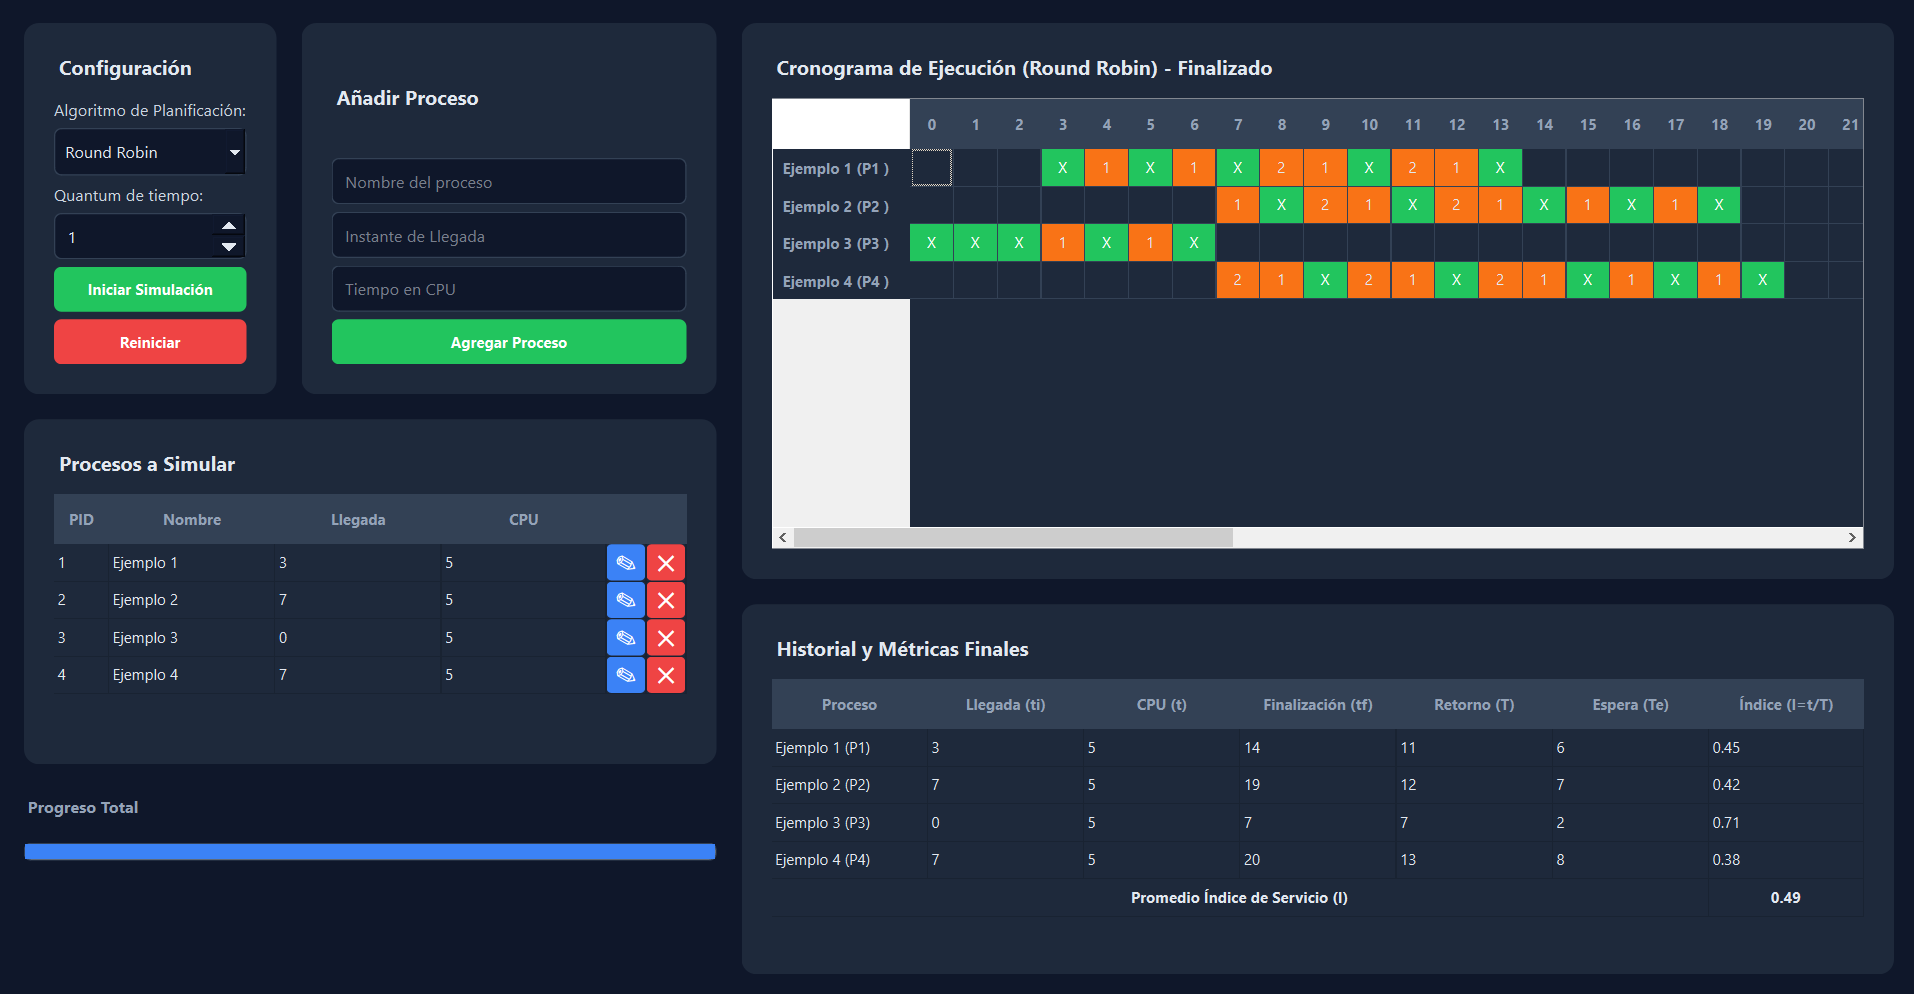 Configuración
Algoritmo de Planificación:
Round Robin
Quantum de tiempo:
1
Iniciar Simulación
Reiniciar
Añadir Proceso
Nombre del proceso
Instante de Llegada
Tiempo en CPU
Agregar Proceso
Procesos a Simular
PID Nombre Llegada CPU
1 Ejemplo 1 3 5
2 Ejemplo 2 7 5
3 Ejemplo 3 0 5
4 Ejemplo 4 7 5
Progreso Total
Cronograma de Ejecución (Round Robin) - Finalizado
0 1 2 3 4 5 6 7 8 9 10 11 12 13 14 15 16 17 18 19 20 21
Ejemplo 1 (P1 ) X 1 X 1 X 2 1 X 2 1 X
Ejemplo 2 (P2 ) 1 X 2 1 X 2 1 X 1 X 1 X
Ejemplo 3 (P3 ) X X X 1 X 1 X
Ejemplo 4 (P4 ) 2 1 X 2 1 X 2 1 X 1 X 1 X
Historial y Métricas Finales
Proceso Llegada (ti) CPU (t) Finalización (tf) Retorno (T) Espera (Te) Índice (I=t/T)
Ejemplo 1 (P1) 3 5 14 11 6 0.45
Ejemplo 2 (P2) 7 5 19 12 7 0.42
Ejemplo 3 (P3) 0 5 7 7 2 0.71
Ejemplo 4 (P4) 7 5 20 13 8 0.38
Promedio Índice de Servicio (I) 0.49